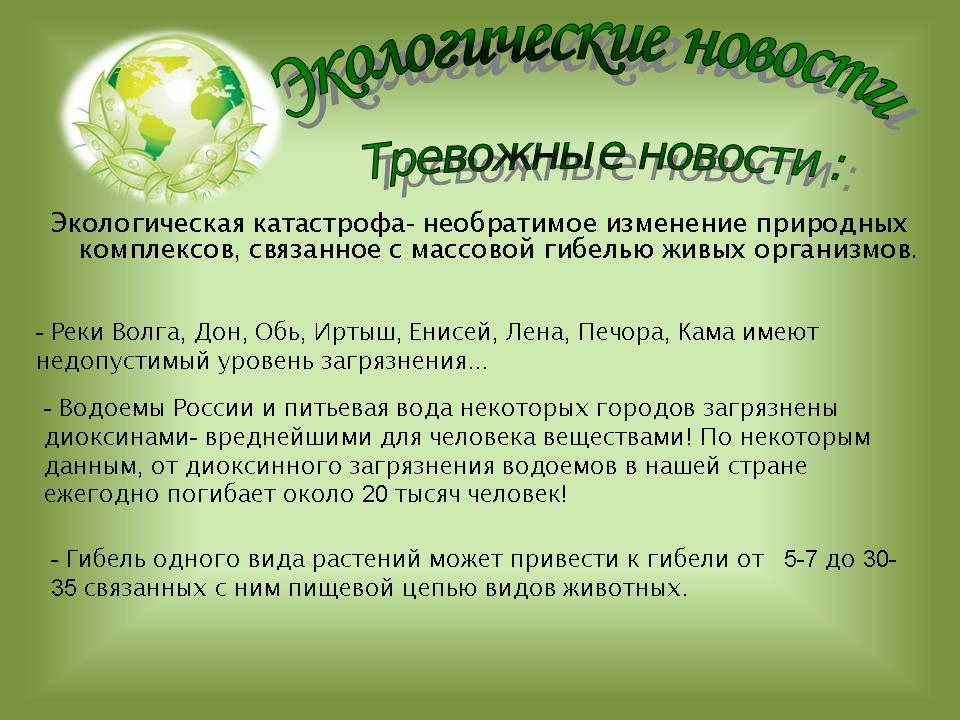 Экологические новости
Тревожные новости :
Экологическая катастрофа- необратимое изменение природных
комплексов, связанное с массовой гибелью живых организмов.
- Реки Волга, Дон, Обь, Иртыш, Енисей, Лена, Печора, Кама имеют
недопустимый уровень загрязнения...
- Водоемы России и питьевая вода некоторых городов загрязнены
диоксинами- вреднейшими для человека веществами! По некоторым
данным, от диоксинного загрязнения водоемов в нашей стране
ежегодно погибает около 20 тысяч человек!
- Гибель одного вида растений может привести к гибели от 5-7 до 30-
35 связанных с ним пищевой цепью видов животных.